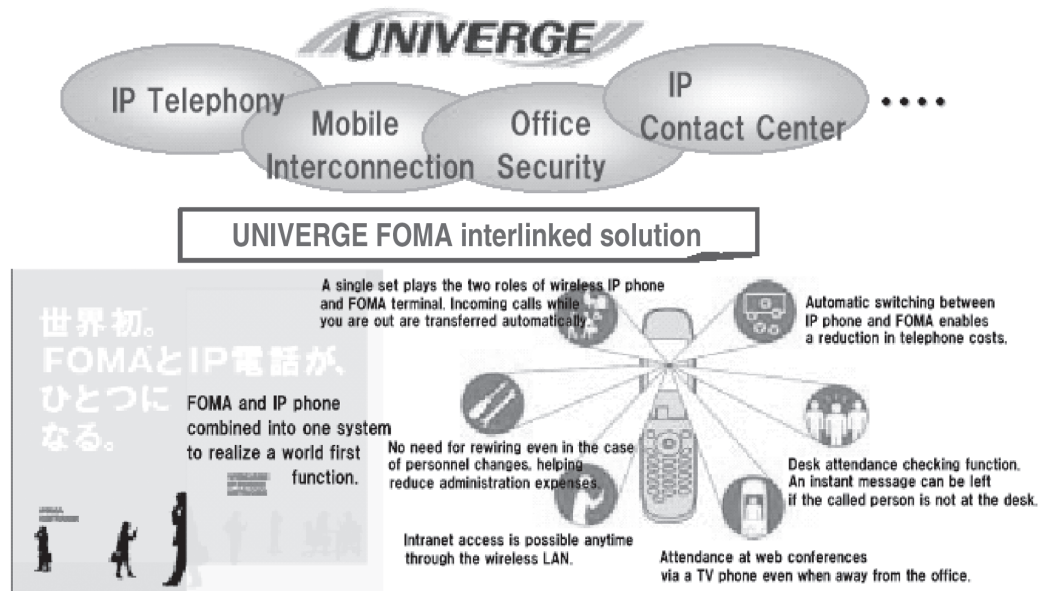 UNIVERGE
IP Telephony
Mobile
Interconnection
Office
Security
IP
Contact Center
UNIVERGE FOMA interlinked solution
世界初。
FOMAとIP電話が、
ひとつに
なる。
FOMA and IP phone
combined into one system
to realize a world first
function.
A single set plays the two roles of wireless IP phone
and FOMA terminal. Incoming calls while
you are out are transferred automatically.
Automatic switching between
IP phone and FOMA enables
a reduction in telephone costs.
No need for rewiring even in the case
of personnel changes, helping
reduce administration expenses.
Desk attendance checking function.
An instant message can be left
if the called person is not at the desk.
Intranet access is possible anytime
through the wireless LAN.
Attendance at web conferences
via a TV phone even when away from the office.